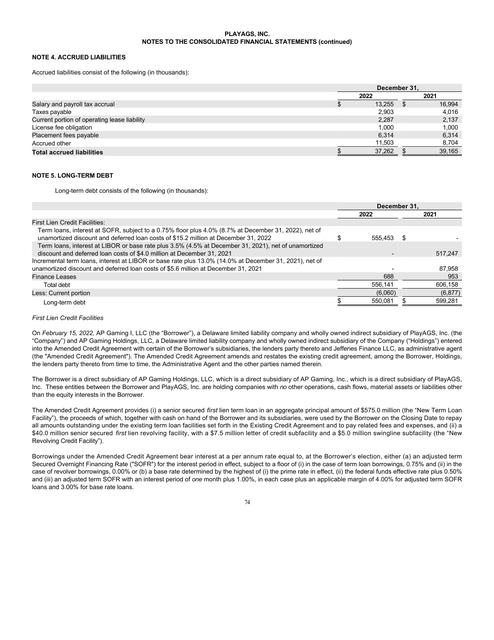 PLAYAGS, INC.
NOTES TO THE CONSOLIDATED FINANCIAL STATEMENTS (continued)
NOTE 4. ACCRUED LIABILITIES
Accrued liabilities consist of the following (in thousands):
December 31,
2022 2021
Salary and payroll tax accrual $ 13,255 $ 16,994
Taxes payable 2,903 4,016
Current portion of operating lease liability 2,287 2,137
License fee obligation 1,000 1,000
Placement fees payable 6,314 6,314
Accrued other 11,503 8,704
Total accrued liabilities $ 37,262 $ 39,165
NOTE 5. LONG-TERM DEBT
Long-term debt consists of the following (in thousands):
December 31,
2022 2021
First Lien Credit Facilities:
Term loans, interest at SOFR, subject to a 0.75% floor plus 4.0% (8.7% at December 31, 2022), net of
unamortized discount and deferred loan costs of $15.2 million at December 31, 2022 $ 555,453 $ -
Term loans, interest at LIBOR or base rate plus 3.5% (4.5% at December 31, 2021), net of unamortized
discount and deferred loan costs of $4.0 million at December 31, 2021 - 517,247
Incremental term loans, interest at LIBOR or base rate plus 13.0% (14.0% at December 31, 2021), net of
unamortized discount and deferred loan costs of $5.6 million at December 31, 2021 - 87,958
Finance Leases 688 953
Total debt 556,141 606,158
Less: Current portion (6,060) (6,877)
Long-term debt $ 550,081 $ 599,281
First Lien Credit Facilities
On February 15, 2022, AP Gaming I, LLC (the "Borrower"), a Delaware limited liability company and wholly owned indirect subsidiary of PlayAGS, Inc. (the
"Company") and AP Gaming Holdings, LLC, a Delaware limited liability company and wholly owned indirect subsidiary of the Company ("Holdings") entered
into the Amended Credit Agreement with certain of the Borrower's subsidiaries, the lenders party thereto and Jefferies Finance LLC, as administrative agent
(the "Amended Credit Agreement"). The Amended Credit Agreement amends and restates the existing credit agreement, among the Borrower, Holdings,
the lenders party thereto from time to time, the Administrative Agent and the other parties named therein.
The Borrower is a direct subsidiary of AP Gaming Holdings, LLC, which is a direct subsidiary of AP Gaming, Inc., which is a direct subsidiary of PlayAGS,
Inc. These entities between the Borrower and PlayAGS, Inc. are holding companies with no other operations, cash flows, material assets or liabilities other
than the equity interests in the Borrower.
The Amended Credit Agreement provides (i) a senior secured first lien term loan in an aggregate principal amount of $575.0 million (the "New Term Loan
Facility"), the proceeds of which, together with cash on hand of the Borrower and its subsidiaries, were used by the Borrower on the Closing Date to repay
all amounts outstanding under the existing term loan facilities set forth in the Existing Credit Agreement and to pay related fees and expenses, and (ii) a
$40.0 million senior secured first lien revolving facility, with a $7.5 million letter of credit subfacility and a $5.0 million swingline subfacility (the "New
Revolving Credit Facility").
Borrowings under the Amended Credit Agreement bear interest at a per annum rate equal to, at the Borrower's election, either (a) an adjusted term
Secured Overnight Financing Rate ("SOFR") for the interest period in effect, subject to a floor of (i) in the case of term loan borrowings, 0.75% and (ii) in the
case of revolver borrowings, 0.00% or (b) a base rate determined by the highest of (i) the prime rate in effect, (ii) the federal funds effective rate plus 0.50%
and (iii) an adjusted term SOFR with an interest period of one month plus 1.00%, in each case plus an applicable margin of 4.00% for adjusted term SOFR
loans and 3.00% for base rate loans.
74